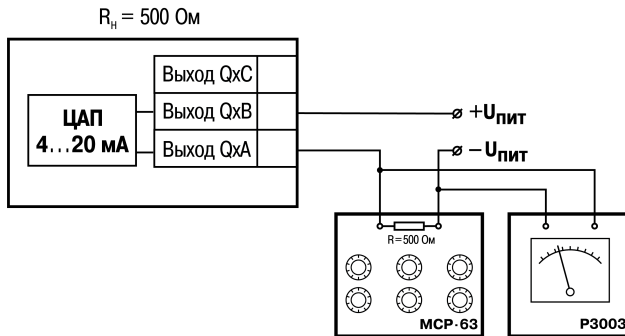 Rн = 500 Ом
Выход QxC
ЦАП
4...20 мА
Выход QxB
Выход QxA
+Uпит
−Uпит
R=500 Ом
МСР-63
Р3003